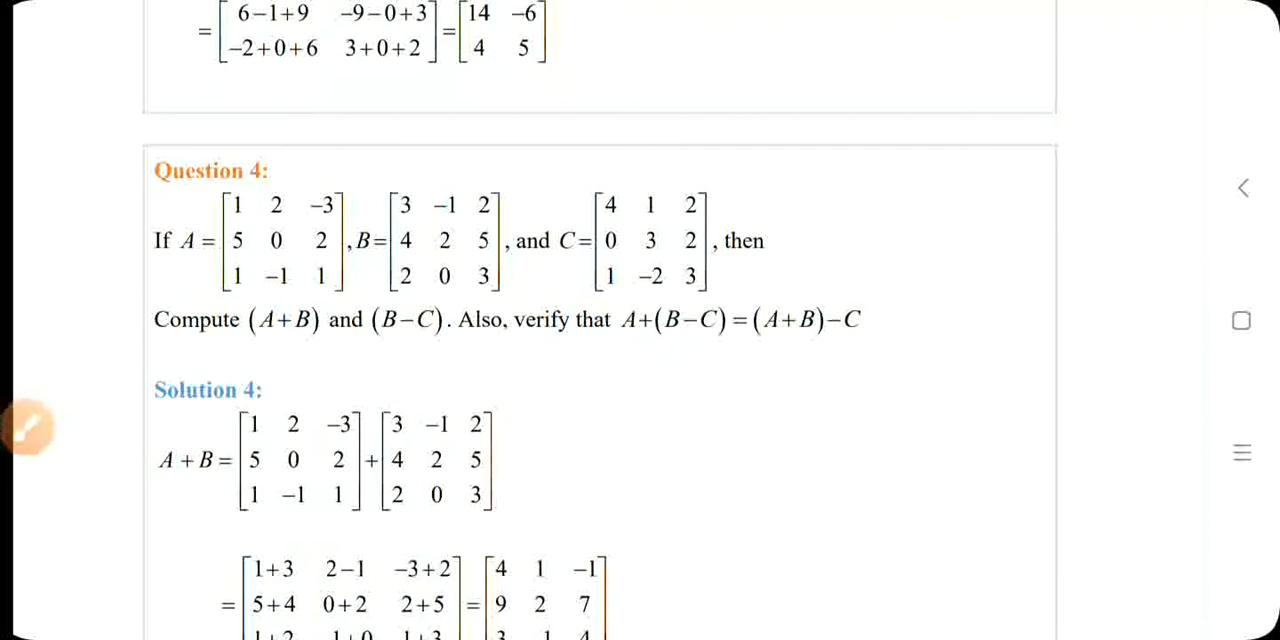 = [ 6−1+9 −9−0+3 ] = [ 14 −6 ]
[ −2+0+6 3+0+2 ] [ 4 5 ]
Question 4:
[ 1 2 −3 ] [ 3 −1 2 ] [ 4 1 2 ]
If A = [ 5 0 2 ] , B= [ 4 2 5 ] , and C= [ 0 3 2 ] , then
[ 1 −1 1 ] [ 2 0 3 ] [ 1 −2 3 ]
Compute (A+B) and (B−C). Also, verify that A+(B−C)=(A+B)−C
Solution 4:
[ 1 2 −3 ] [ 3 −1 2 ]
A+B= [ 5 0 2 ] + [ 4 2 5 ]
[ 1 −1 1 ] [ 2 0 3 ]
[ 1+3 2−1 −3+2 ] [ 4 1 −1 ]
= [ 5+4 0+2 2+5 ] = [ 9 2 7 ]